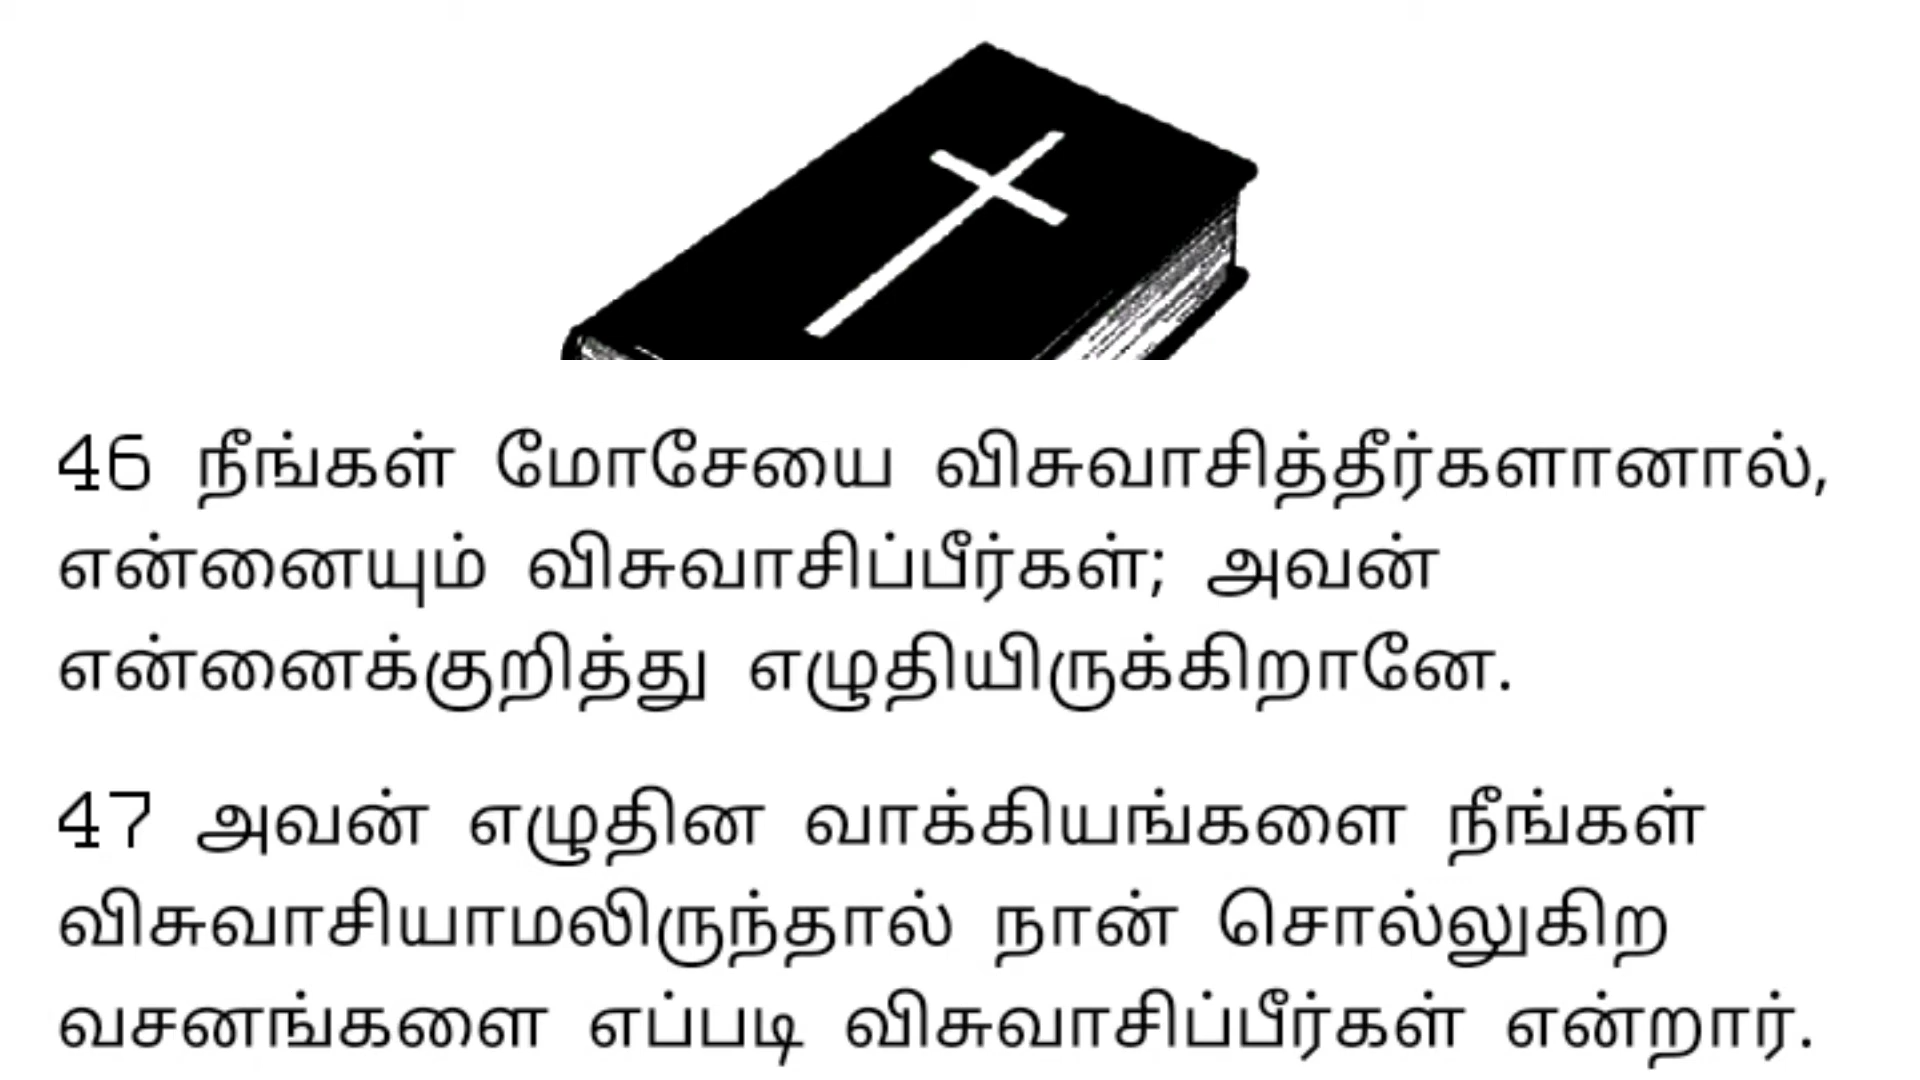 46 நீங்கள் மோசேயை விசுவாசித்தீர்களானால்,
என்னையும் விசுவாசிப்பீர்கள்; அவன்
என்னைக்குறித்து எழுதியிருக்கிறானே.
47 அவன் எழுதின வாக்கியங்களை நீங்கள்
விசுவாசியாமலிருந்தால் நான் சொல்லுகிற
வசனங்களை எப்படி விசுவாசிப்பீர்கள் என்றார்.